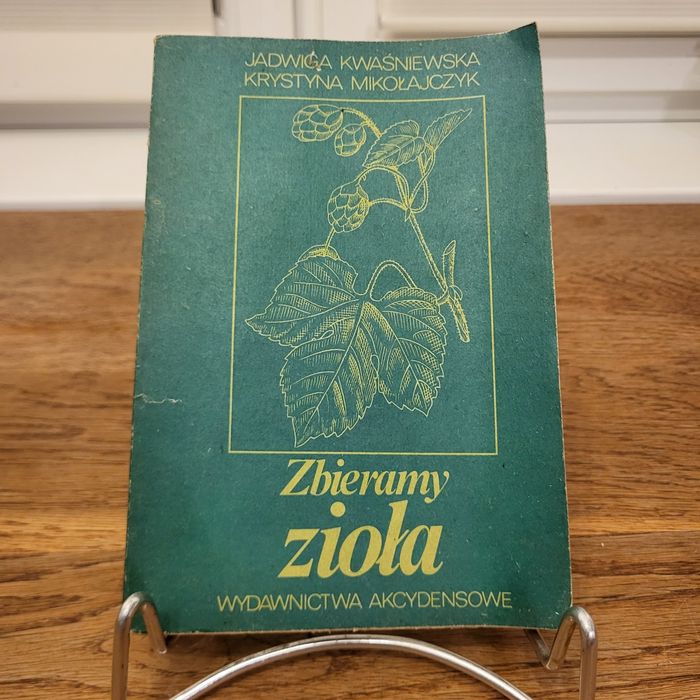 JADWIGA KWAŚNIEWSKA
KRYSTYNA MIKOŁAJCZYK
Zbieramy
zioła
WYDAWNICTWA AKCYDENSOWE